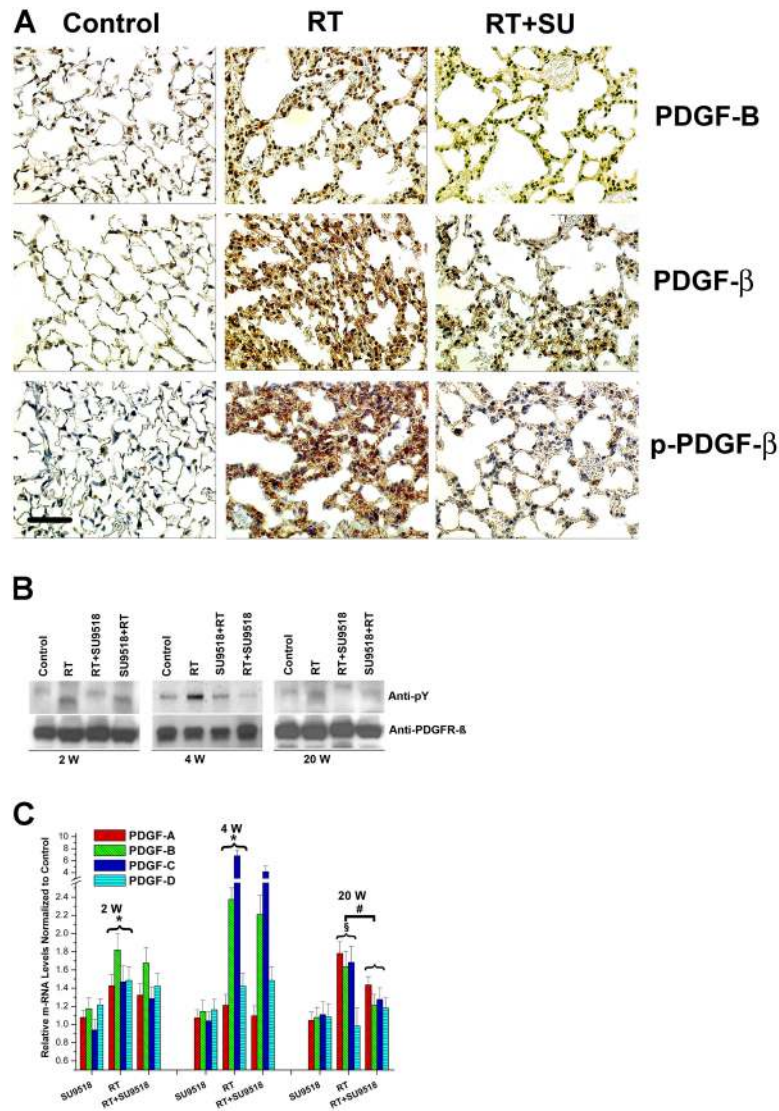 A
Control
RT
RT+SU
PDGF-B
PDGF-β
p-PDGF-β
B
Control
RT
RT+SU9518
SU9518+RT
Control
RT
SU9518+RT
RT+SU9518
Control
RT
RT+SU9518
SU9518+RT
Anti-pY
Anti-PDGFR-ß
2 W
4 W
20 W
C
Relative m-RNA Levels Normalized to Control
10
8
6
4
2.4
2.2
2.0
1.8
1.6
1.4
1.2
1.0
0.8
0.6
PDGF-A
PDGF-B
PDGF-C
PDGF-D
2 W
*
4 W
*
20 W
#
§
SU9518
RT
RT+SU9518
SU9518
RT
RT+SU9518
SU9518
RT
RT+SU9518